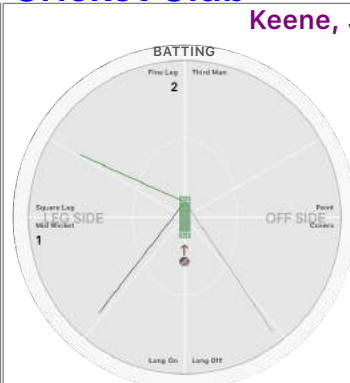 Keene,
BATTING
Fine Leg Third Man
2
Square Leg Point
LEG SIDE OFF SIDE
Mid Wicket Covers
1
Long On Long Off